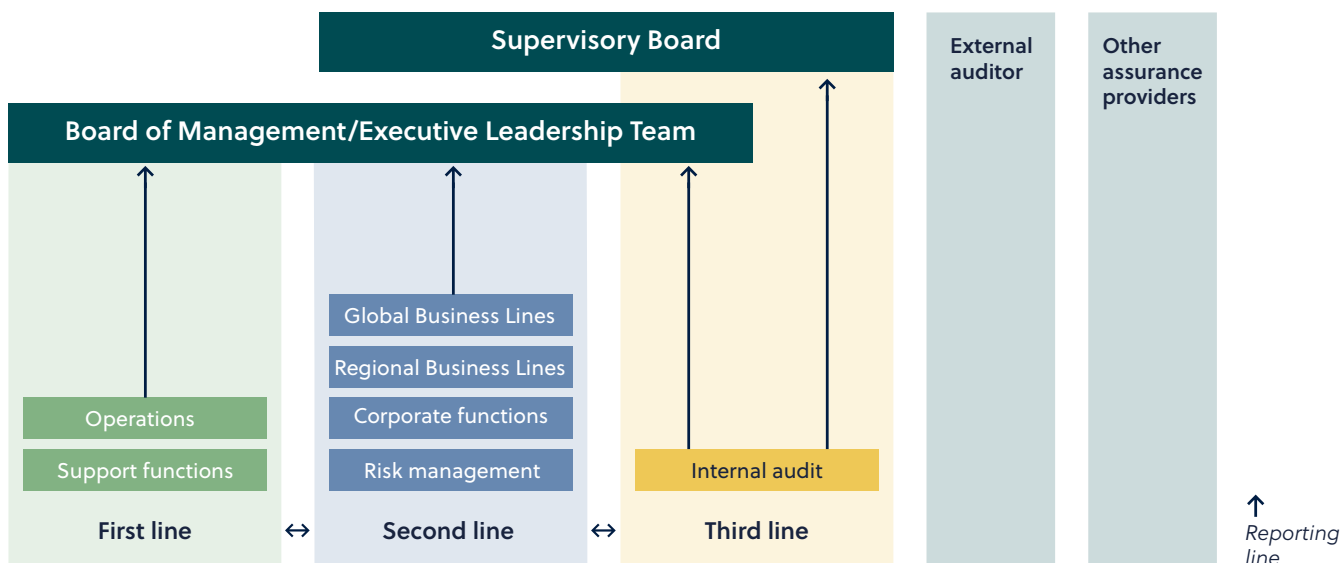 Supervisory Board
Board of Management/Executive Leadership Team
Global Business Lines
Regional Business Lines
Operations
Corporate functions
Support functions
Risk management
Internal audit
First line
Second line
Third line
External
auditor
Other
assurance
providers
Reporting
line